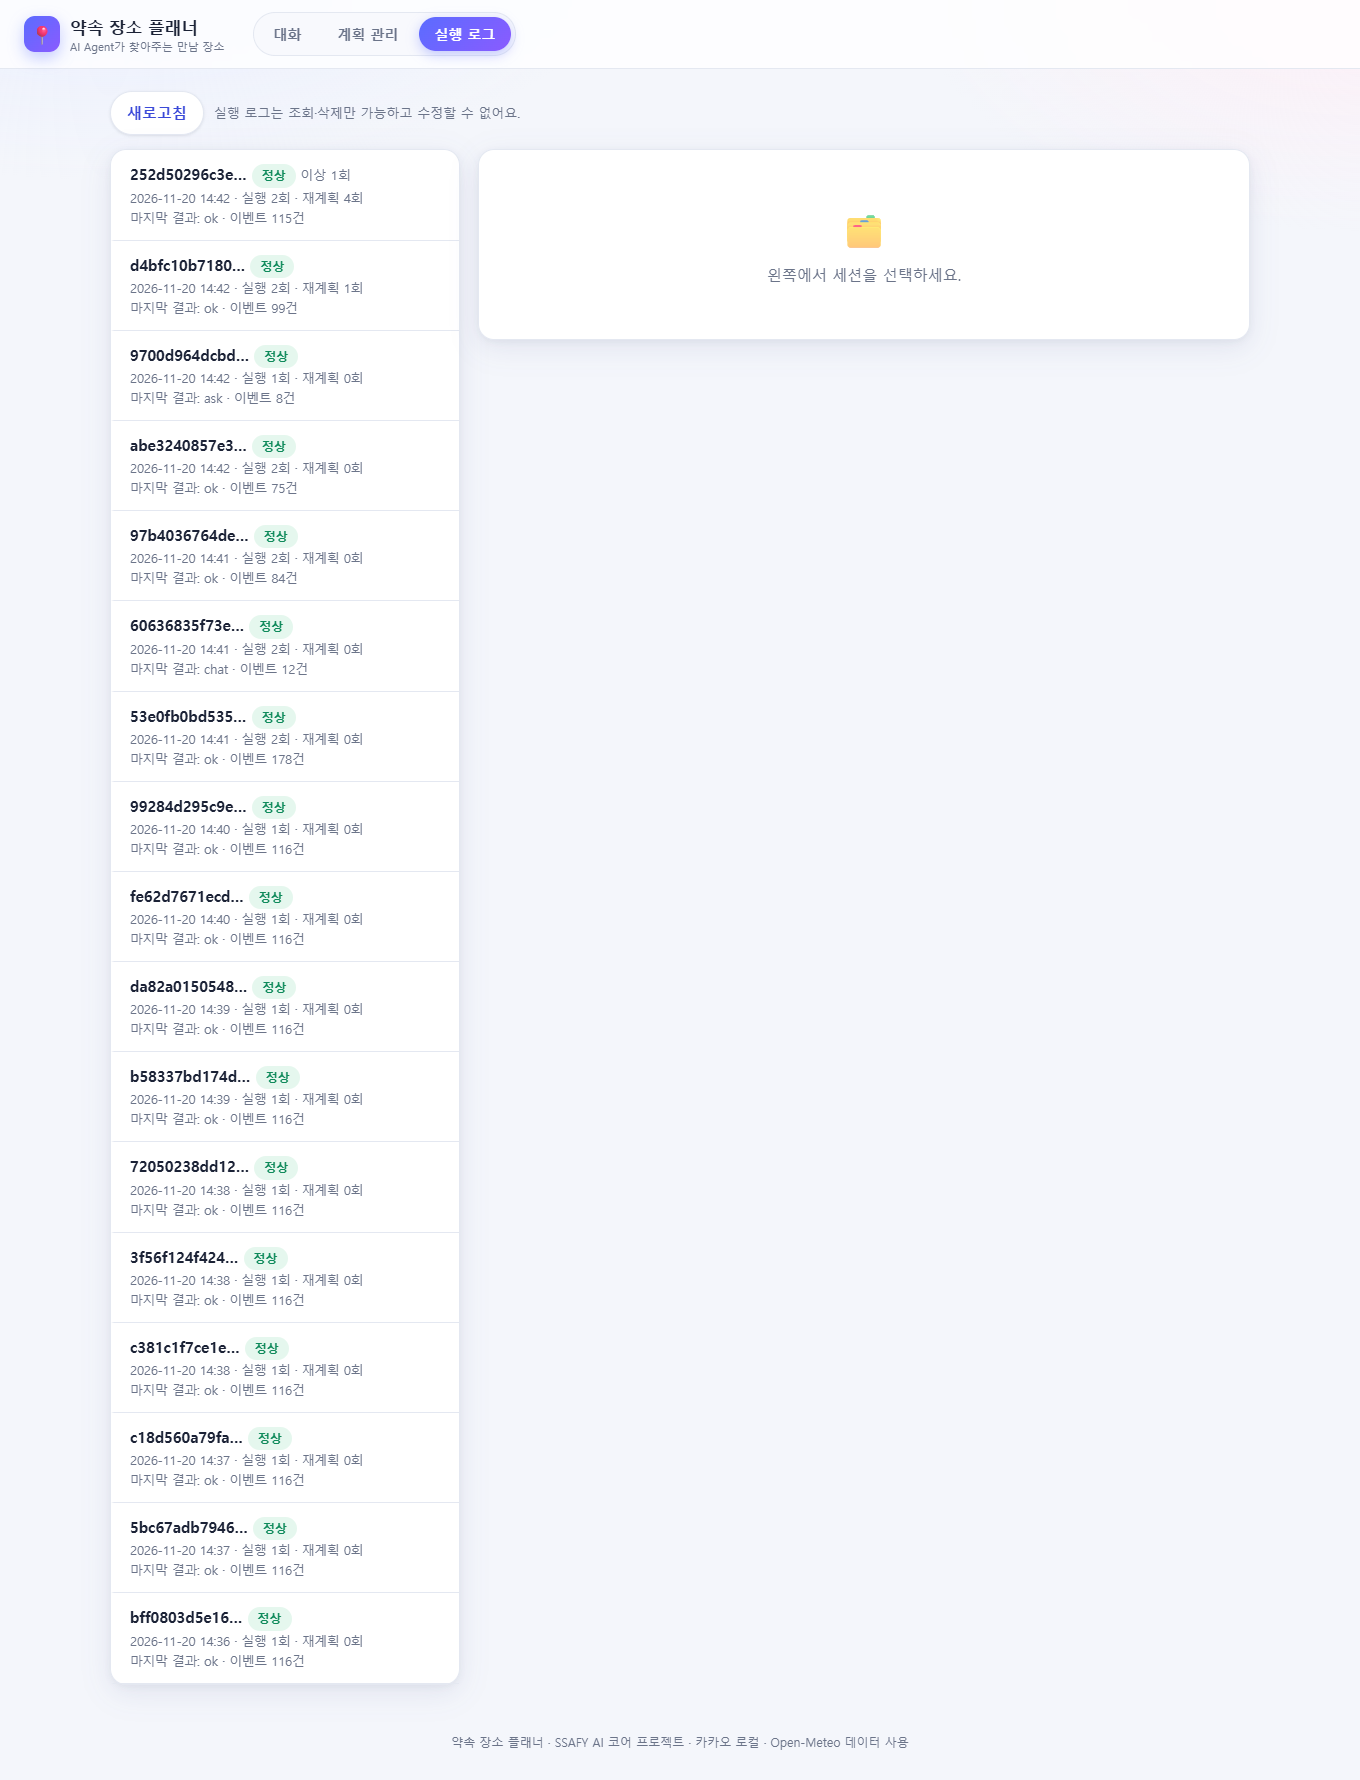 약속 장소 플래너
AI Agent가 찾아주는 만남 장소
대화
계획 관리
실행 로그
새로고침
실행 로그는 조회·삭제만 가능하고 수정할 수 없어요.
252d50296c3e... 정상 이상 1회
2026-11-20 14:42 · 실행 2회 · 재계획 4회
마지막 결과: ok · 이벤트 115건
d4bfc10b7180... 정상
2026-11-20 14:42 · 실행 2회 · 재계획 1회
마지막 결과: ok · 이벤트 99건
9700d964dcbd... 정상
2026-11-20 14:42 · 실행 1회 · 재계획 0회
마지막 결과: ask · 이벤트 8건
abe3240857e3... 정상
2026-11-20 14:42 · 실행 2회 · 재계획 0회
마지막 결과: ok · 이벤트 75건
97b4036764de... 정상
2026-11-20 14:41 · 실행 2회 · 재계획 0회
마지막 결과: ok · 이벤트 84건
60636835f73e... 정상
2026-11-20 14:41 · 실행 2회 · 재계획 0회
마지막 결과: chat · 이벤트 12건
53e0fb0bd535... 정상
2026-11-20 14:41 · 실행 2회 · 재계획 0회
마지막 결과: ok · 이벤트 178건
99284d295c9e... 정상
2026-11-20 14:40 · 실행 1회 · 재계획 0회
마지막 결과: ok · 이벤트 116건
fe62d7671ecd... 정상
2026-11-20 14:40 · 실행 1회 · 재계획 0회
마지막 결과: ok · 이벤트 116건
da82a0150548... 정상
2026-11-20 14:39 · 실행 1회 · 재계획 0회
마지막 결과: ok · 이벤트 116건
b58337bd174d... 정상
2026-11-20 14:39 · 실행 1회 · 재계획 0회
마지막 결과: ok · 이벤트 116건
72050238dd12... 정상
2026-11-20 14:38 · 실행 1회 · 재계획 0회
마지막 결과: ok · 이벤트 116건
3f56f124f424... 정상
2026-11-20 14:38 · 실행 1회 · 재계획 0회
마지막 결과: ok · 이벤트 116건
c381c1f7ce1e... 정상
2026-11-20 14:38 · 실행 1회 · 재계획 0회
마지막 결과: ok · 이벤트 116건
c18d560a79fa... 정상
2026-11-20 14:37 · 실행 1회 · 재계획 0회
마지막 결과: ok · 이벤트 116건
5bc67adb7946... 정상
2026-11-20 14:37 · 실행 1회 · 재계획 0회
마지막 결과: ok · 이벤트 116건
bff0803d5e16... 정상
2026-11-20 14:36 · 실행 1회 · 재계획 0회
마지막 결과: ok · 이벤트 116건
왼쪽에서 세션을 선택하세요.
약속 장소 플래너 · SSAFY AI 코어 프로젝트 · 카카오 로컬 · Open-Meteo 데이터 사용